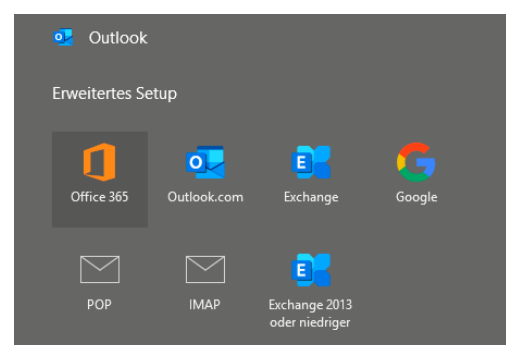 Outlook
Erweitertes Setup
Office 365
Outlook.com
Exchange
Google
POP
IMAP
Exchange 2013
oder niedriger